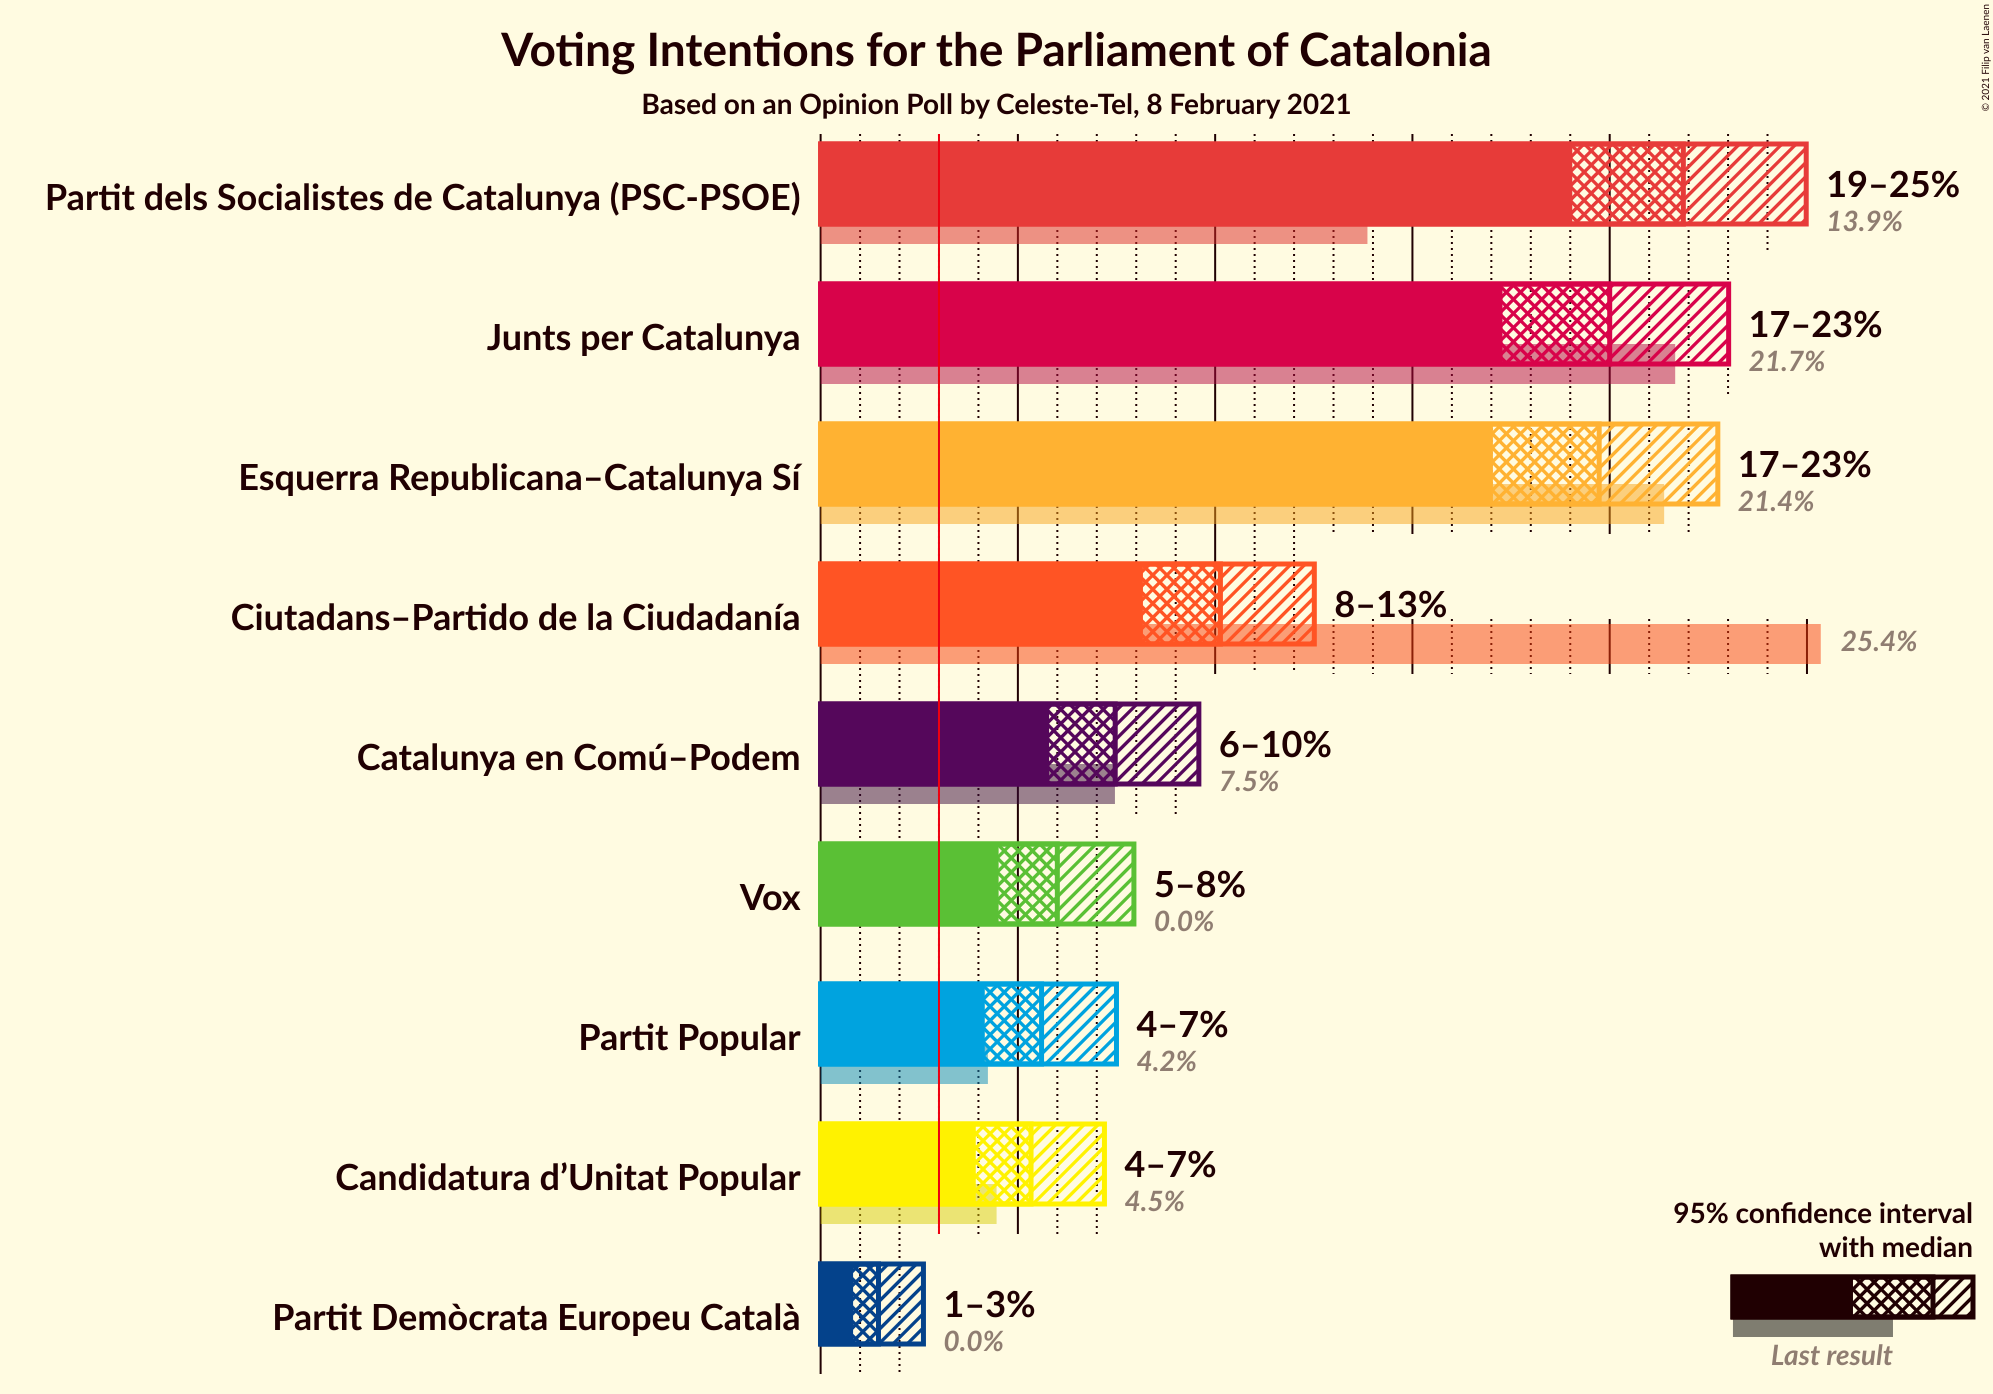 Voting Intentions for the Parliament of Catalonia
Based on an Opinion Poll by Celeste-Tel, 8 February 2021
© 2021 Filip van Laenen
Partit dels Socialistes de Catalunya (PSC-PSOE)
19–25%
13.9%
Junts per Catalunya
17–23%
21.7%
Esquerra Republicana–Catalunya Sí
17–23%
21.4%
Ciutadans–Partido de la Ciudadanía
8–13%
25.4%
Catalunya en Comú–Podem
6–10%
7.5%
Vox
5–8%
0.0%
Partit Popular
4–7%
4.2%
Candidatura d’Unitat Popular
4–7%
4.5%
Partit Demòcrata Europeu Català
1–3%
0.0%
95% confidence interval
with median
Last result